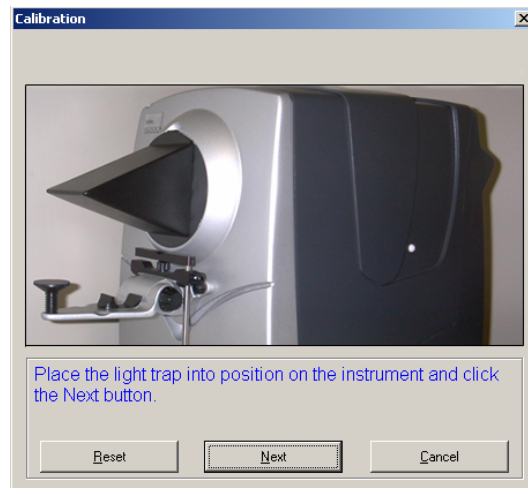 Calibration
Place the light trap into position on the instrument and click
the Next button.
Reset
Next
Cancel